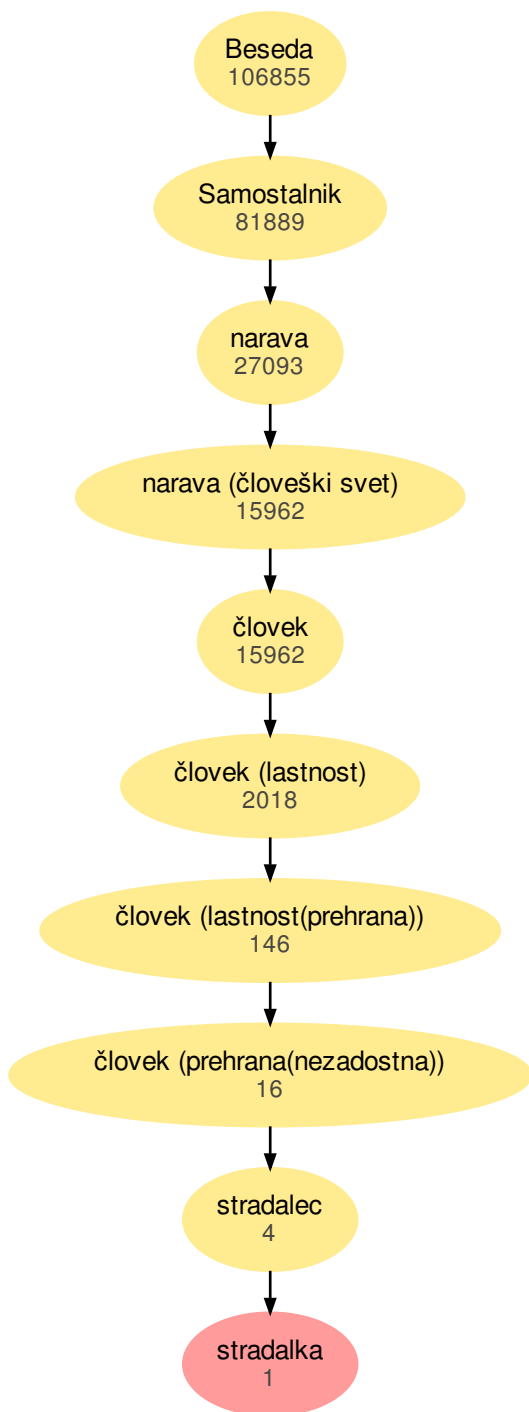 Beseda
106855
Samostalnik
81889
narava
27093
narava (človeški svet)
15962
človek
15962
človek (lastnost)
2018
človek (lastnost(prehrana))
146
človek (prehrana(nezadostna))
16
stradalec
4
stradalka
1